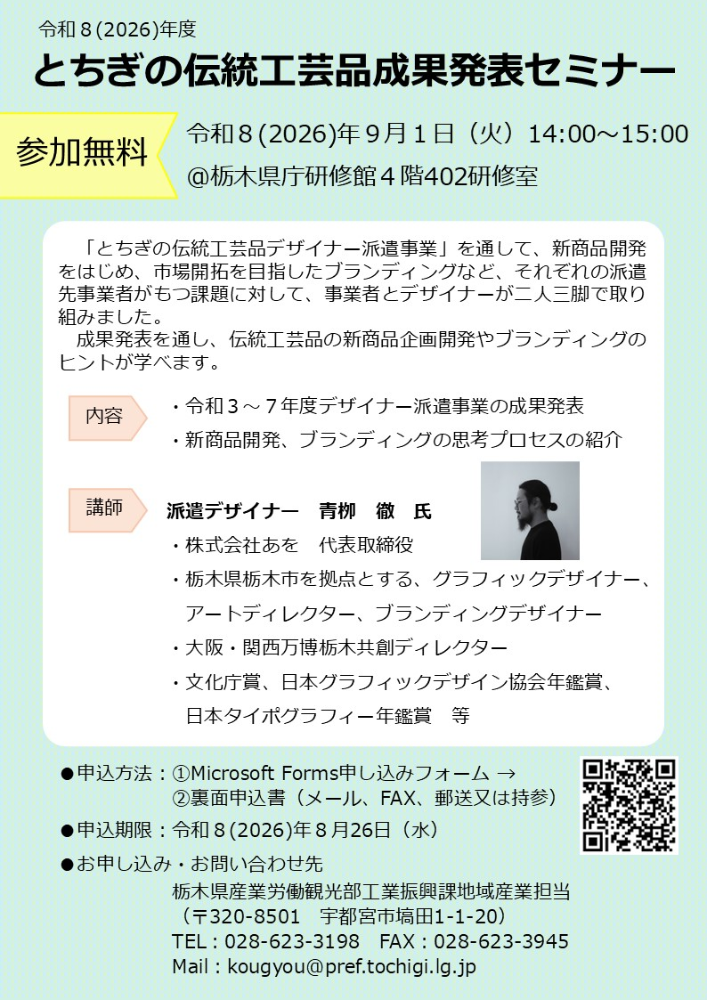 令和８(2026)年度
とちぎの伝統工芸品成果発表セミナー
参加無料
令和８(2026)年９月１日（火）14:00～15:00
@栃木県庁研修館４階402研修室
「とちぎの伝統工芸品デザイナー派遣事業」を通して、新商品開発
をはじめ、市場開拓を目指したブランディングなど、それぞれの派遣
先事業者がもつ課題に対して、事業者とデザイナーが二人三脚で取り
組みました。
成果発表を通し、伝統工芸品の新商品企画開発やブランディングの
ヒントが学べます。
内容
・令和３～７年度デザイナー派遣事業の成果発表
・新商品開発、ブランディングの思考プロセスの紹介
講師
派遣デザイナー　青栁　徹　氏
・株式会社あを　代表取締役
・栃木県栃木市を拠点とする、グラフィックデザイナー、
アートディレクター、ブランディングデザイナー
・大阪・関西万博栃木共創ディレクター
・文化庁賞、日本グラフィックデザイン協会年鑑賞、
日本タイポグラフィー年鑑賞　等
●申込方法：①Microsoft Forms申し込みフォーム →
②裏面申込書（メール、FAX、郵送又は持参）
●申込期限：令和８(2026)年８月26日（水）
●お申し込み・お問い合わせ先
栃木県産業労働観光部工業振興課地域産業担当
（〒320-8501　宇都宮市塙田1-1-20）
TEL：028-623-3198　FAX：028-623-3945
Mail：kougyou@pref.tochigi.lg.jp